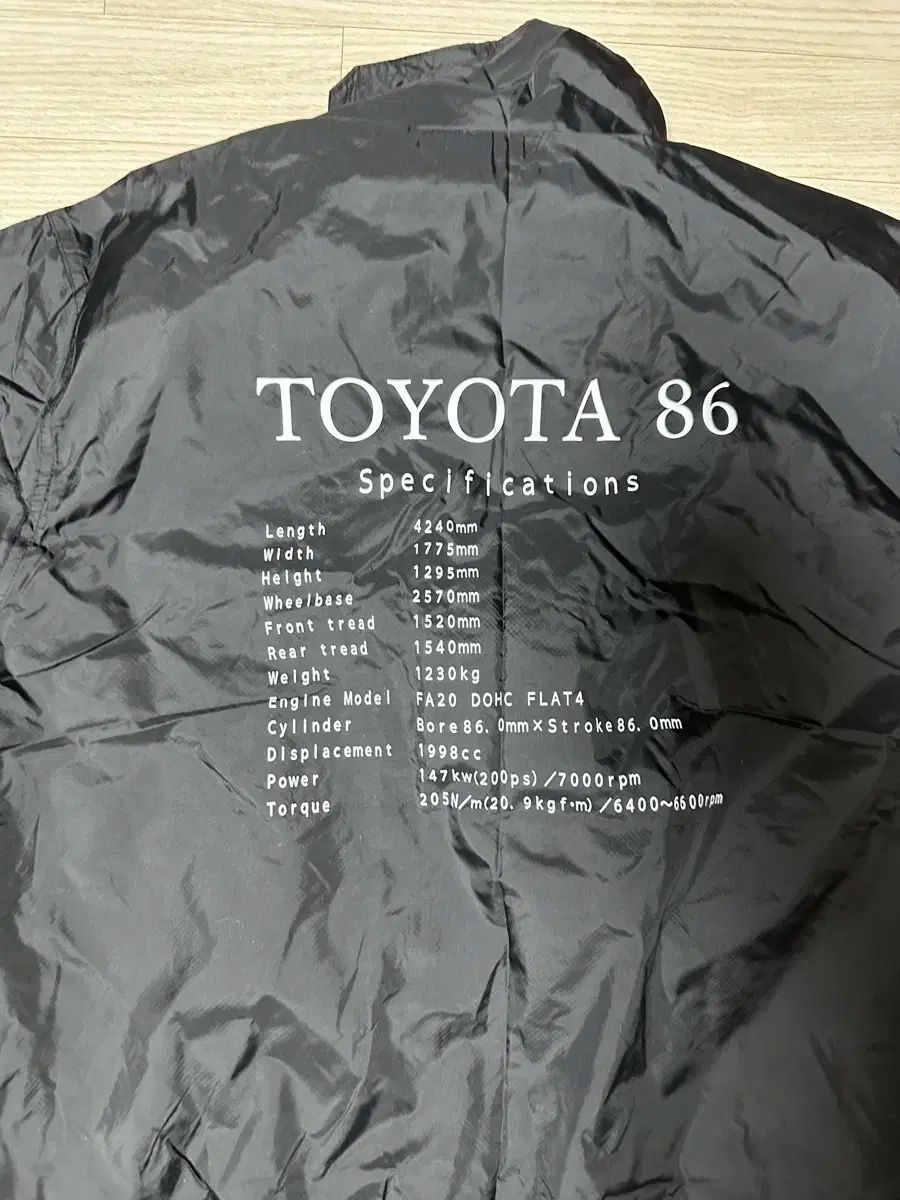 TOYOTA 86
Specifications
Length 4240mm
Width 1775mm
Height 1295mm
Wheelbase 2570mm
Front tread 1520mm
Rear tread 1540mm
Weight 1230kg
Engine Model FA20 DOHC FLAT4
Cylinder Bore86.0mm×Stroke86.0mm
Displacement 1998cc
Power 147kw(200ps)/7000rpm
Torque 205N/m(20.9kgf·m)/6400~6600rpm